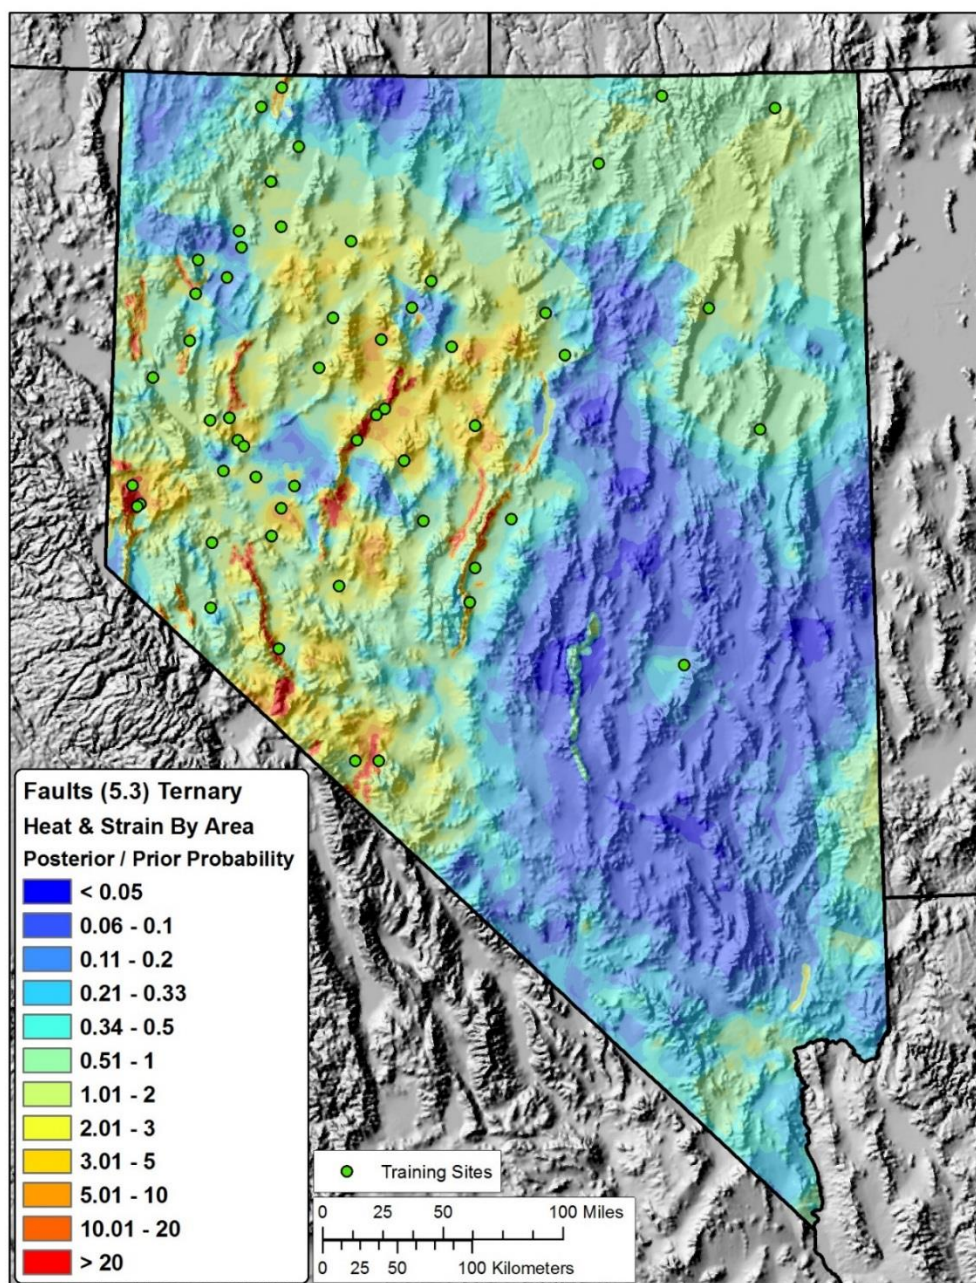 Faults (5.3) Ternary
Heat & Strain By Area
Posterior / Prior Probability
< 0.05
0.06 - 0.1
0.11 - 0.2
0.21 - 0.33
0.34 - 0.5
0.51 - 1
1.01 - 2
2.01 - 3
3.01 - 5
5.01 - 10
10.01 - 20
> 20
Training Sites
0 25 50 100 Miles
0 25 50 100 Kilometers